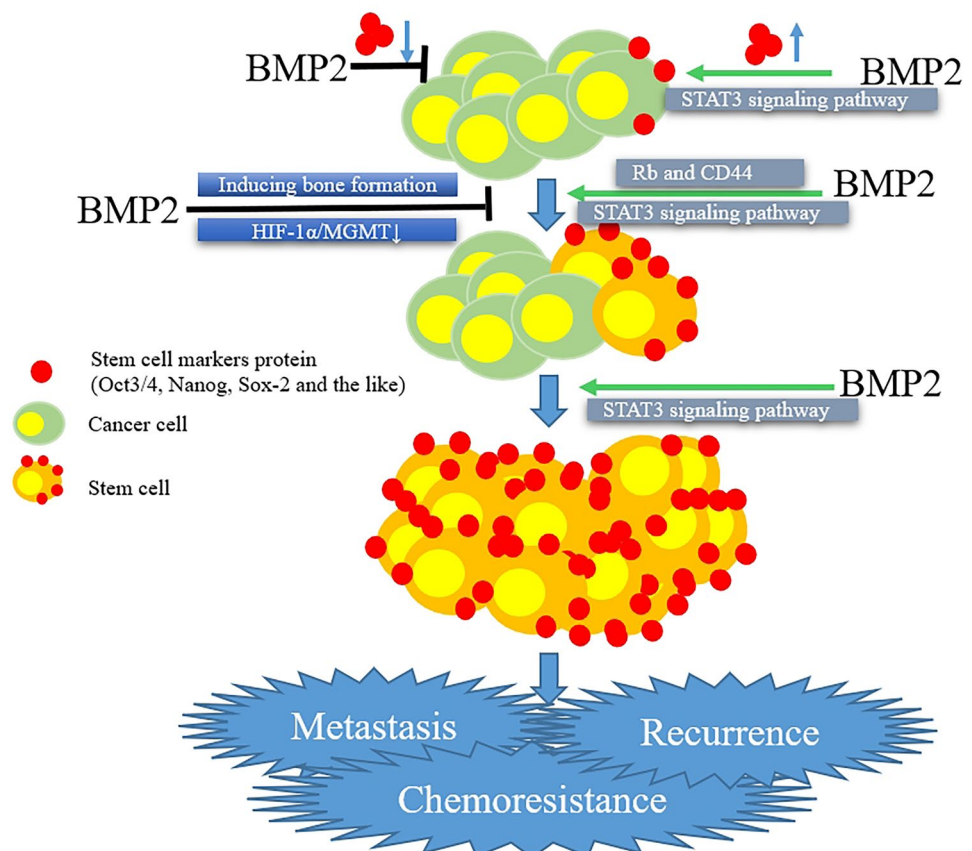 BMP2
BMP2
STAT3 signaling pathway
Inducing bone formation
Rb and CD44
BMP2
BMP2
STAT3 signaling pathway
HIF-1α/MGMT↓
Stem cell markers protein
(Oct3/4, Nanog, Sox-2 and the like)
BMP2
STAT3 signaling pathway
Cancer cell
Stem cell
Metastasis
Recurrence
Chemoresistance